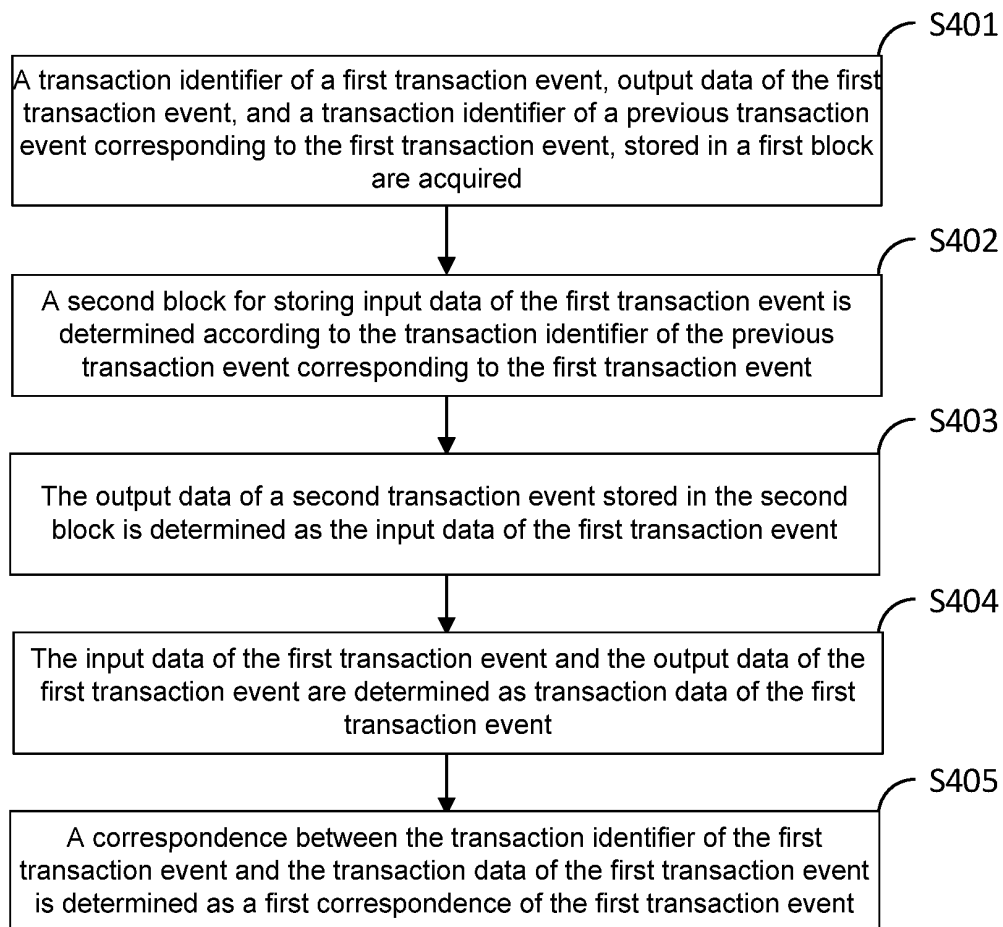 S401
A transaction identifier of a first transaction event, output data of the first
transaction event, and a transaction identifier of a previous transaction
event corresponding to the first transaction event, stored in a first block
are acquired
S402
A second block for storing input data of the first transaction event is
determined according to the transaction identifier of the previous
transaction event corresponding to the first transaction event
S403
The output data of a second transaction event stored in the second
block is determined as the input data of the first transaction event
S404
The input data of the first transaction event and the output data of the
first transaction event are determined as transaction data of the first
transaction event
S405
A correspondence between the transaction identifier of the first
transaction event and the transaction data of the first transaction event
is determined as a first correspondence of the first transaction event